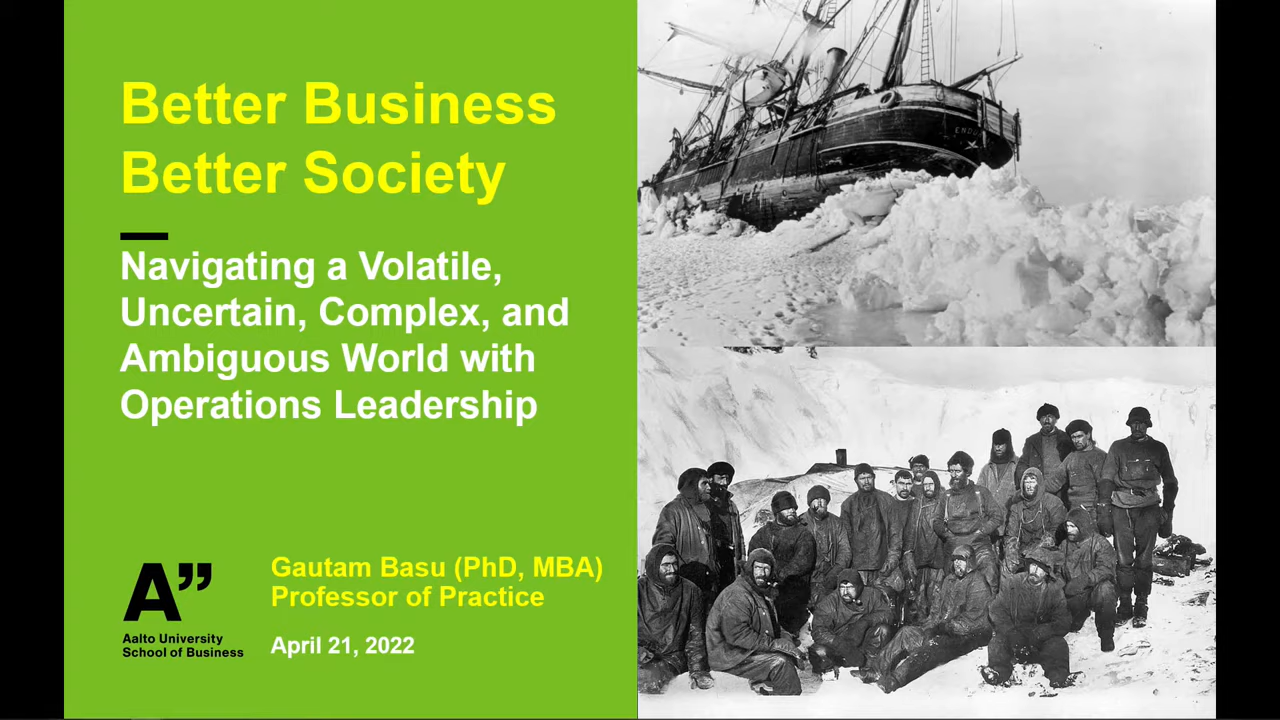 Better Business
Better Society
Navigating a Volatile,
Uncertain, Complex, and
Ambiguous World with
Operations Leadership
A”
Aalto University
School of Business
Gautam Basu (PhD, MBA)
Professor of Practice
April 21, 2022